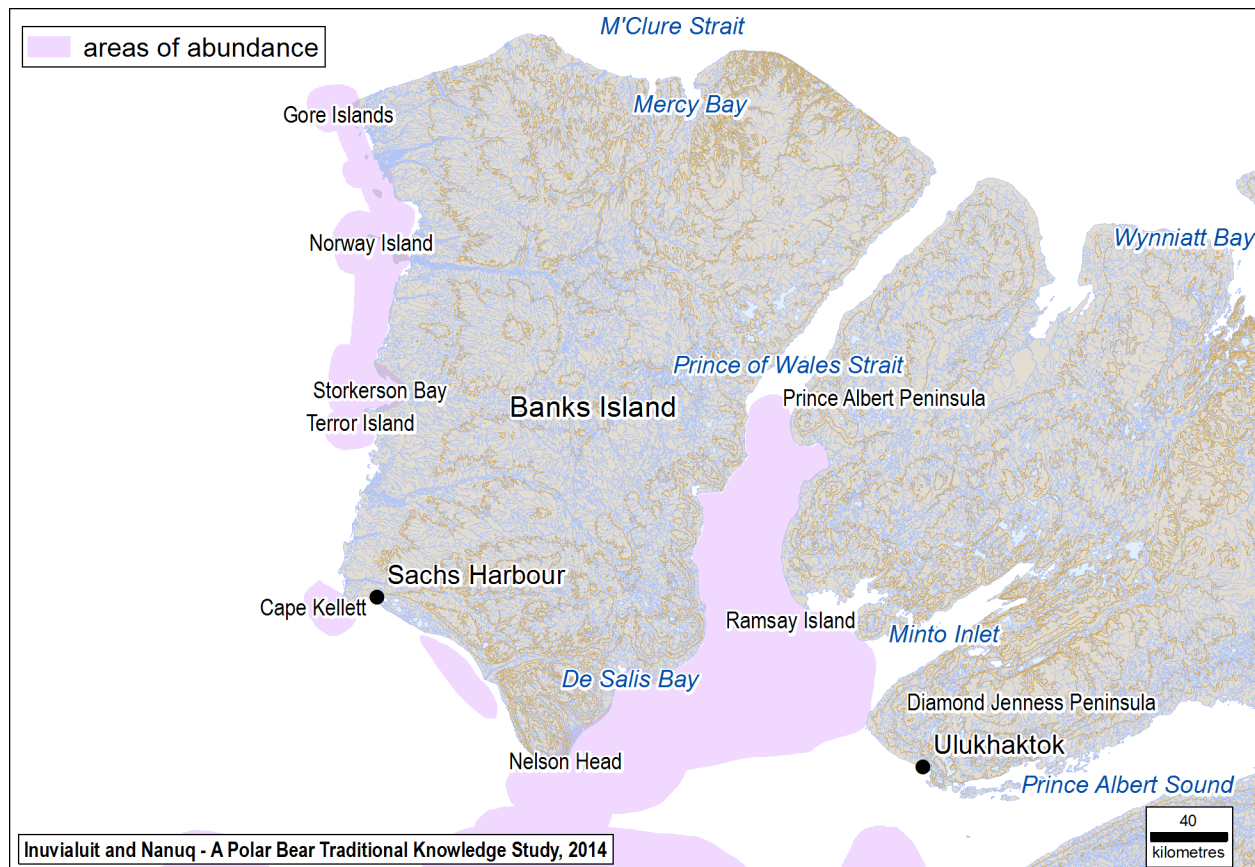 M'Clure Strait
areas of abundance
Mercy Bay
Gore Islands
Norway Island
Wynniatt Bay
Prince of Wales Strait
Storkerson Bay
Prince Albert Peninsula
Banks Island
Terror Island
Sachs Harbour
Cape Kellett
Ramsay Island
Minto Inlet
De Salis Bay
Diamond Jenness Peninsula
Ulukhaktok
Nelson Head
Prince Albert Sound
40
kilometres
Inuvialuit and Nanuq - A Polar Bear Traditional Knowledge Study, 2014